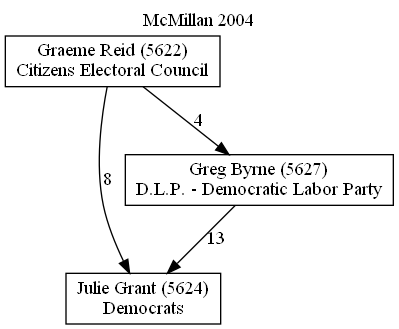 McMillan 2004
Graeme Reid (5622)
Citizens Electoral Council
4
8
Greg Byrne (5627)
D.L.P. - Democratic Labor Party
13
Julie Grant (5624)
Democrats